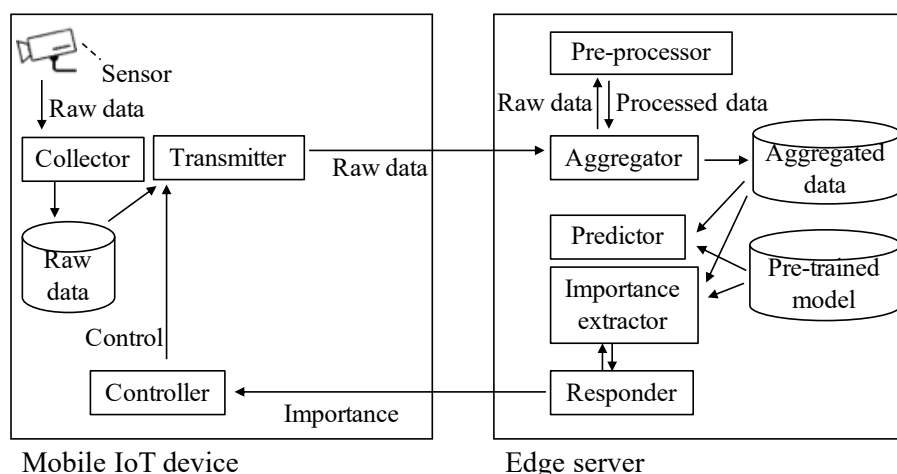 Sensor
Raw data
Collector
Transmitter
Raw
data
Control
Controller
Mobile IoT device
Raw data
Importance
Pre-processor
Raw data
Processed data
Aggregator
Aggregated
data
Predictor
Pre-trained
model
Importance
extractor
Responder
Edge server